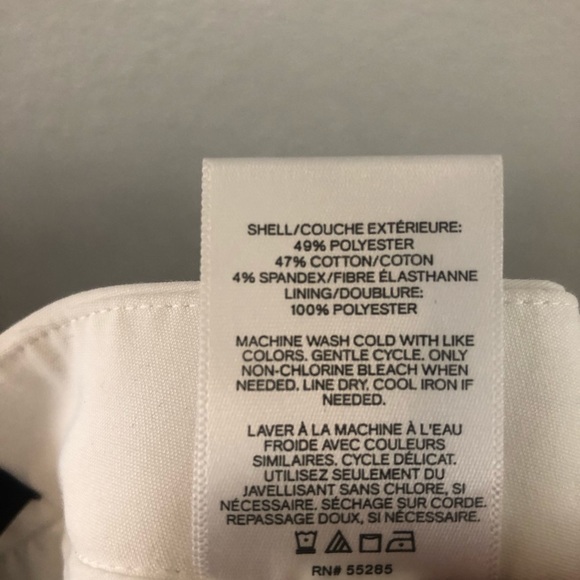 SHELL/COUCHE EXTÉRIEURE:
49% POLYESTER
47% COTTON/COTON
4% SPANDEX/FIBRE ÉLASTHANNE
LINING/DOUBLURE:
100% POLYESTER
MACHINE WASH COLD WITH LIKE
COLORS. GENTLE CYCLE. ONLY
NON-CHLORINE BLEACH WHEN
NEEDED. LINE DRY. COOL IRON IF
NEEDED.
LAVER À LA MACHINE À L'EAU
FROIDE AVEC COULEURS
SIMILAIRES. CYCLE DÉLICAT.
UTILISEZ SEULEMENT DU
JAVELLISANT SANS CHLORE, SI
NÉCESSAIRE. SÉCHAGE SUR CORDE.
REPASSAGE DOUX, SI NÉCESSAIRE.
RN# 55285